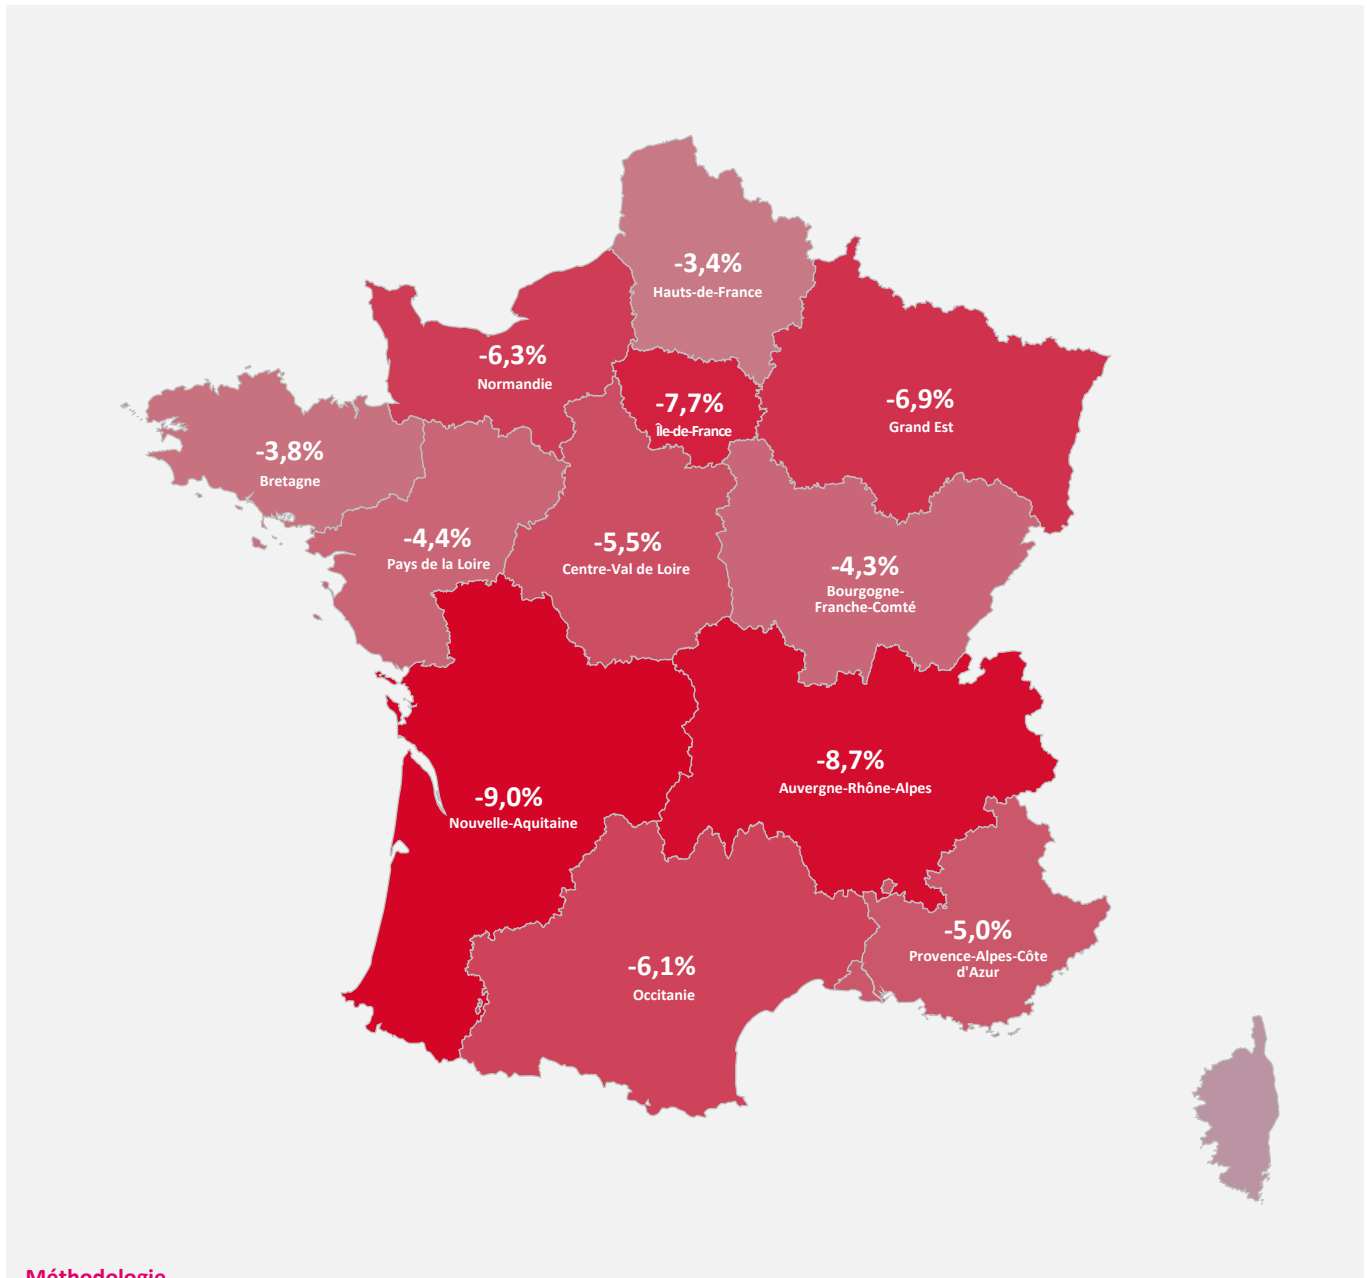 -3,4%
Hauts-de-France
-6,3%
Normandie
-7,7%
Île-de-France
-6,9%
Grand Est
-3,8%
Bretagne
-4,4%
Pays de la Loire
-5,5%
Centre-Val de Loire
-4,3%
Bourgogne-
Franche-Comté
-9,0%
Nouvelle-Aquitaine
-8,7%
Auvergne-Rhône-Alpes
-6,1%
Occitanie
-5,0%
Provence-Alpes-Côte
d'Azur
Méthodologie